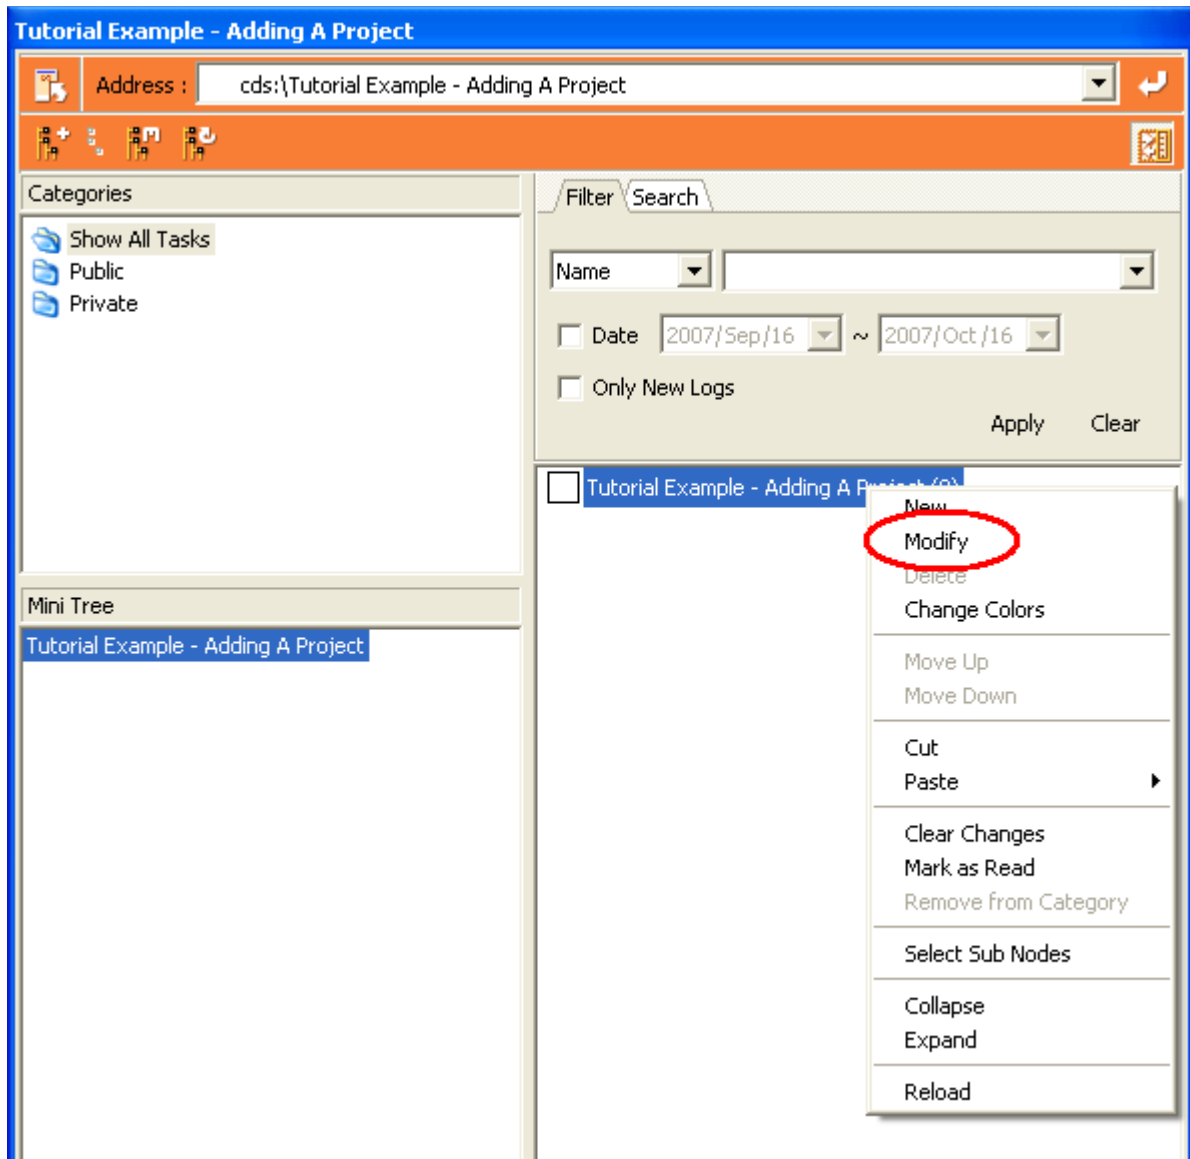 Tutorial Example - Adding A Project
Address : cds:\Tutorial Example - Adding A Project
Categories
Show All Tasks
Public
Private
Filter Search
Name
Date 2007/Sep/16 ~ 2007/Oct/16
Only New Logs
Apply Clear
Tutorial Example - Adding A Project
New
Modify
Delete
Change Colors
Move Up
Move Down
Cut
Paste
Clear Changes
Mark as Read
Remove from Category
Select Sub Nodes
Collapse
Expand
Reload
Mini Tree
Tutorial Example - Adding A Project